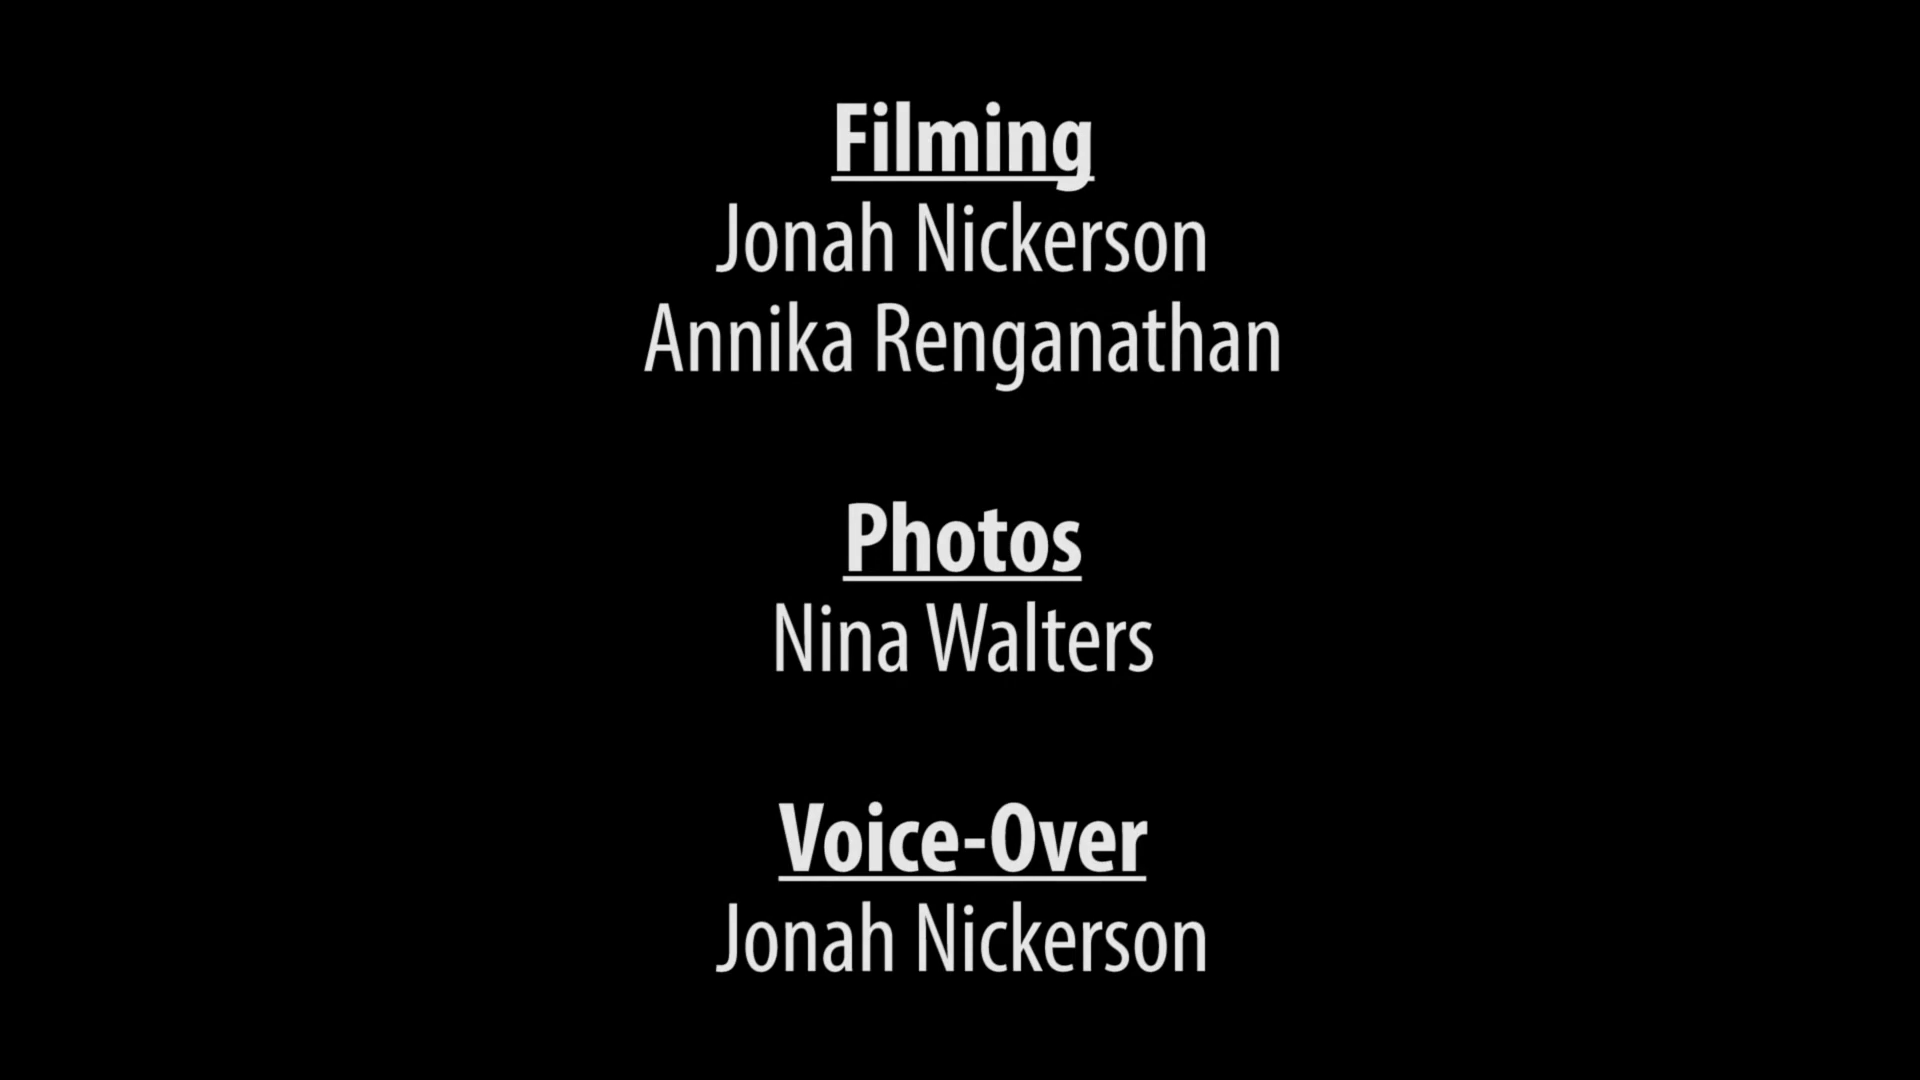 Filming
Jonah Nickerson
Annika Renganathan
Photos
Nina Walters
Voice-Over
Jonah Nickerson